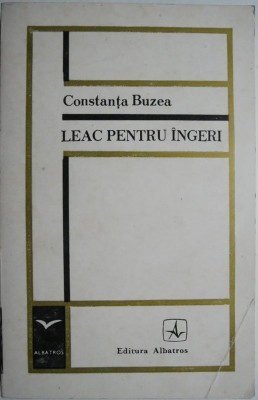 Constanța Buzea
LEAC PENTRU ÎNGERI
ALBATROS
Editura Albatros